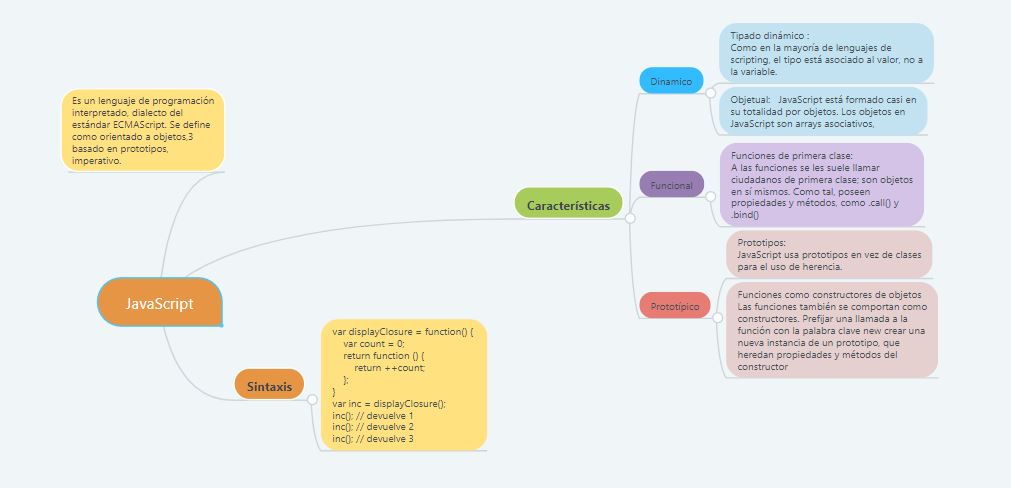 Es un lenguaje de programación
interpretado, dialecto del
estándar ECMAScript. Se define
como orientado a objetos,3
basado en prototipos,
imperativo.
JavaScript
Características
Dinamico
Tipado dinámico :
Como en la mayoría de lenguajes de
scripting, el tipo está asociado al valor, no a
la variable.
Objetual:   JavaScript está formado casi en
su totalidad por objetos. Los objetos en
JavaScript son arrays asociativos,
Funcional
Funciones de primera clase:
A las funciones se les suele llamar
ciudadanos de primera clase; son objetos
en sí mismos. Como tal, poseen
propiedades y métodos, como .call() y
.bind()
Prototípico
Prototipos:
JavaScript usa prototipos en vez de clases
para el uso de herencia.
Funciones como constructores de objetos
Las funciones también se comportan como
constructores. Prefijar una llamada a la
función con la palabra clave new crear una
nueva instancia de un prototipo, que
heredan propiedades y métodos del
constructor
Sintaxis
var displayClosure = function() {
    var count = 0;
    return function () {
        return ++count;
    };
}
var inc = displayClosure();
inc(); // devuelve 1
inc(); // devuelve 2
inc(); // devuelve 3